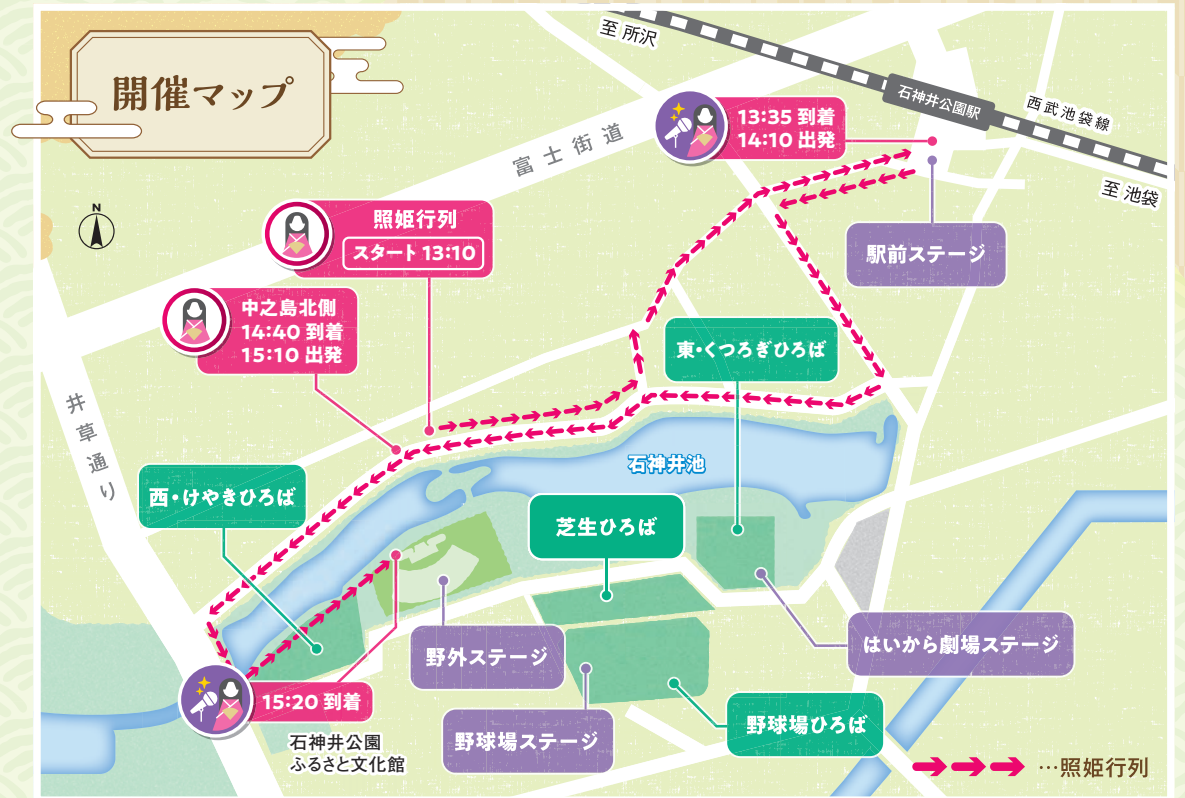 開催マップ
至 所沢
石神井公園駅
西武池袋線
至 池袋
富士街道
13:35 到着
14:10 出発
駅前ステージ
N
照姫行列
スタート 13:10
中之島北側
14:40 到着
15:10 出発
東・くつろぎひろば
井草通り
石神井池
西・けやきひろば
芝生ひろば
野外ステージ
はいから劇場ステージ
15:20 到着
野球場ステージ
野球場ひろば
石神井公園
ふるさと文化館
…照姫行列